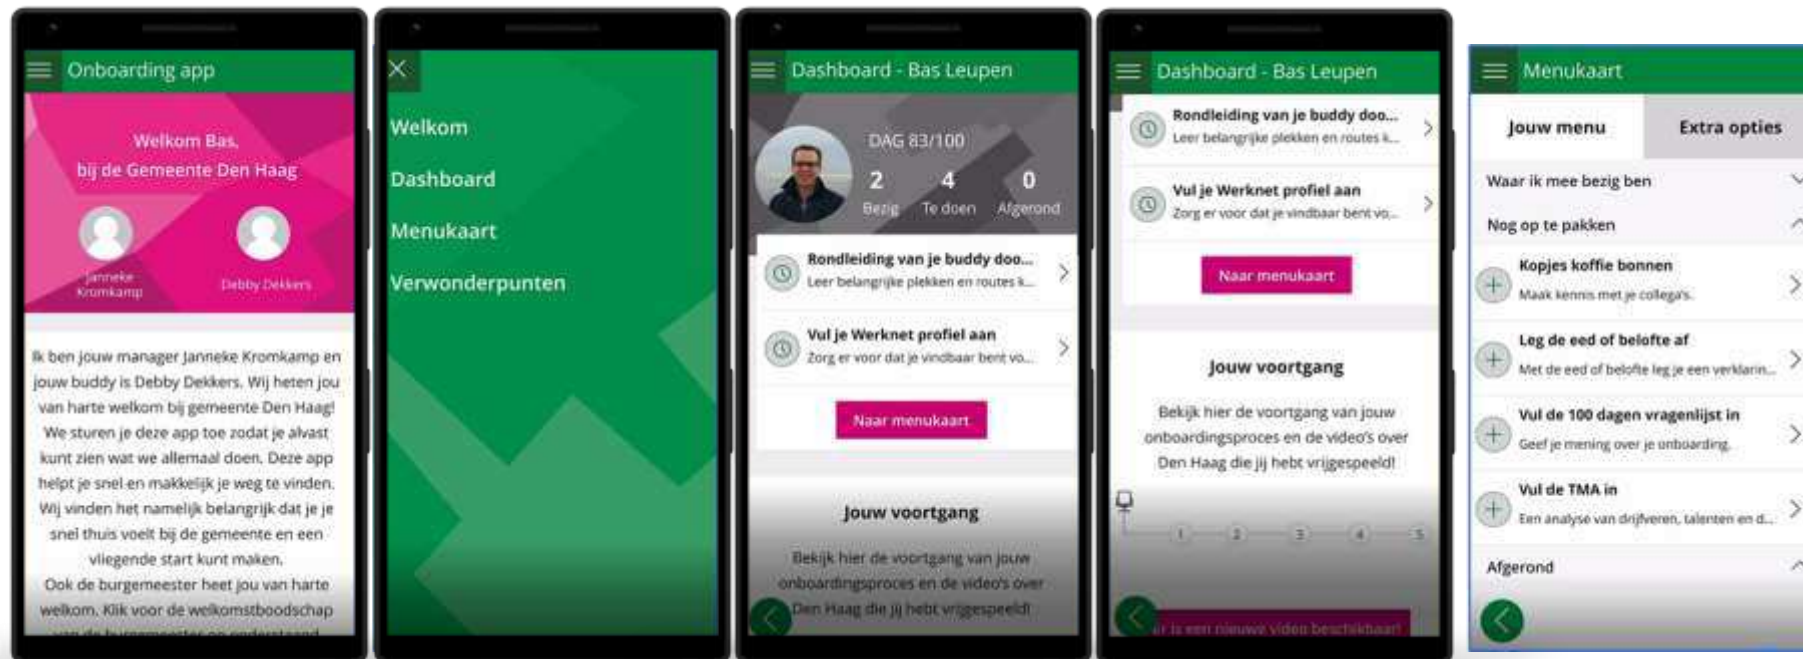 Onboarding app
Welkom Bas,
bij de Gemeente Den Haag
Janneke
Kromkamp
Debby Dekkers
Ik ben jouw manager Janneke Kromkamp en
jouw buddy is Debby Dekkers. Wij heten jou
van harte welkom bij gemeente Den Haag!
We sturen je deze app toe zodat je alvast
kunt zien wat we allemaal doen. Deze app
helpt je snel en makkelijk je weg te vinden.
Wij vinden het namelijk belangrijk dat je je
snel thuis voelt bij de gemeente en een
vliegende start kunt maken.
Ook de burgemeester heet jou van harte
welkom. Klik voor de welkomstboodschap
van de burgemeester op onderstaand
Welkom
Dashboard
Menukaart
Verwonderpunten
Dashboard - Bas Leupen
DAG 83/100
2 4 0
Bezig Te doen Afgerond
Rondleiding van je buddy doo...
Leer belangrijke plekken en routes k...
Vul je Werknet profiel aan
Zorg er voor dat je vindbaar bent vo...
Naar menukaart
Jouw voortgang
Bekijk hier de voortgang van jouw
onboardingsproces en de video's over
Den Haag die jij hebt vrijgespeeld!
Dashboard - Bas Leupen
Rondleiding van je buddy doo...
Leer belangrijke plekken en routes k...
Vul je Werknet profiel aan
Zorg er voor dat je vindbaar bent vo...
Naar menukaart
Jouw voortgang
Bekijk hier de voortgang van jouw
onboardingsproces en de video's over
Den Haag die jij hebt vrijgespeeld!
1 2 3 4 5
er is een nieuwe video beschikbaar!
Menukaart
Jouw menu Extra opties
Waar ik mee bezig ben
Nog op te pakken
Kopjes koffie bonnen
Maak kennis met je collega's.
Leg de eed of belofte af
Met de eed of belofte leg je een verklarin...
Vul de 100 dagen vragenlijst in
Geef je mening over je onboarding.
Vul de TMA in
Een analyse van drijfveren, talenten en d...
Afgerond